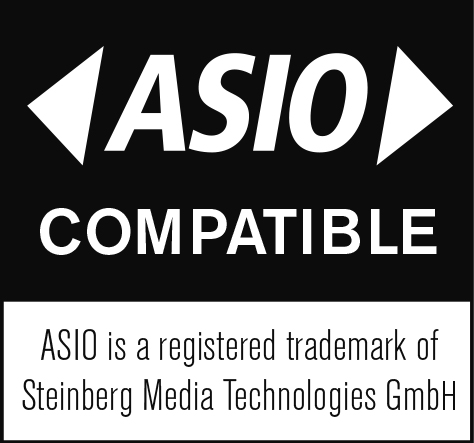 ASIO
COMPATIBLE
ASIO is a registered trademark of
Steinberg Media Technologies GmbH